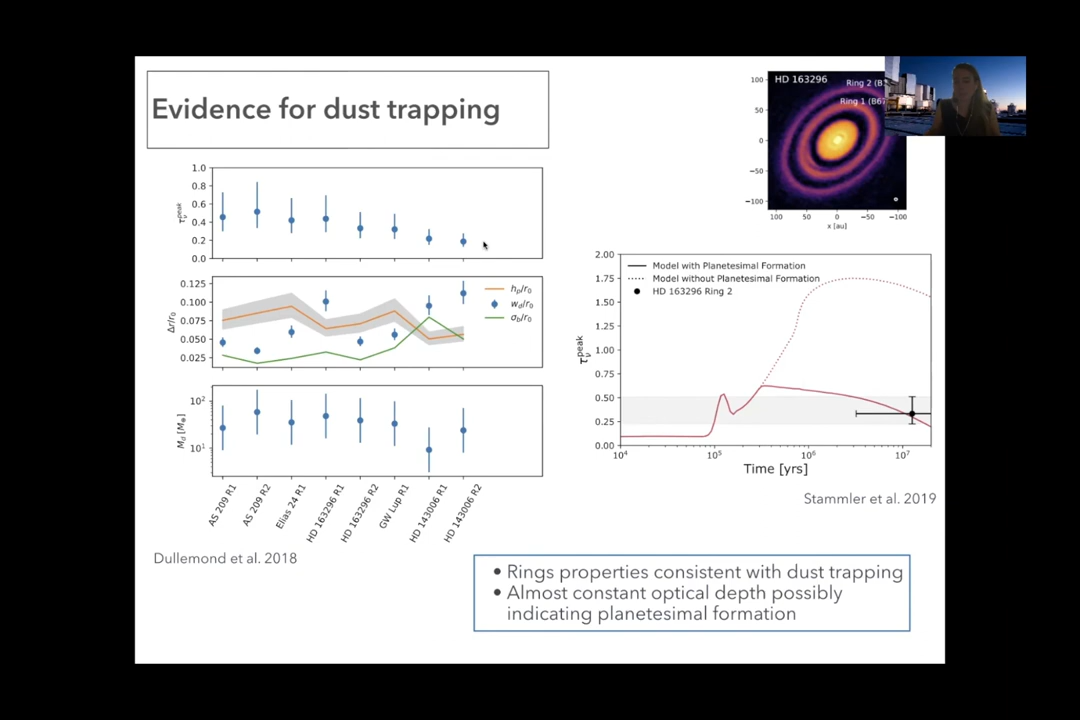 Evidence for dust trapping
HD 163296
Ring 2 (B
Ring 1 (B67
100
50
0
−50
−100
100 50 0 −50 −100
x [au]
1.0
0.8
0.6
0.4
0.2
0.0
τ_ν^peak
0.125
0.100
0.075
0.050
0.025
Δr/r₀
h_p/r₀
w_d/r₀
σ_b/r₀
10²
10¹
M_d [M_⊕]
AS 209 R1
AS 209 R2
Elias 24 R1
HD 163296 R1
HD 163296 R2
GW Lup R1
HD 143006 R1
HD 143006 R2
Dullemond et al. 2018
2.00
1.75
1.50
1.25
1.00
0.75
0.50
0.25
0.00
τ_ν^peak
Model with Planetesimal Formation
Model without Planetesimal Formation
HD 163296 Ring 2
10⁴ 10⁵ 10⁶ 10⁷
Time [yrs]
Stammler et al. 2019
• Rings properties consistent with dust trapping
• Almost constant optical depth possibly
indicating planetesimal formation